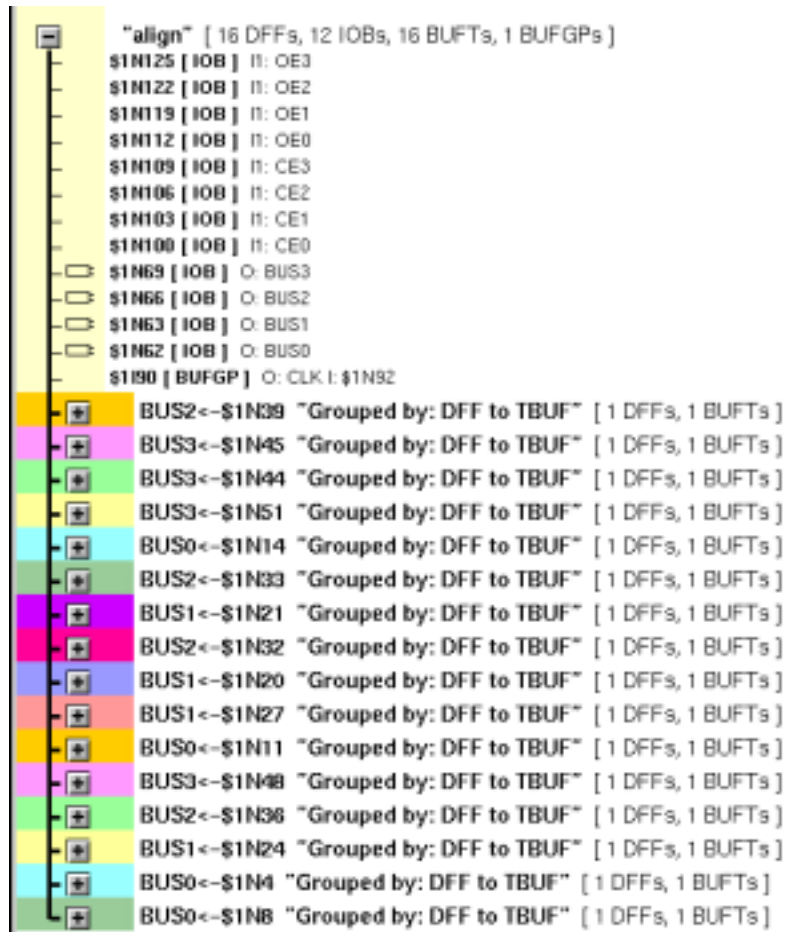 "align" [ 16 DFFs, 12 IOBs, 16 BUFTs, 1 BUFGPs ]
$1N125 [ IOB ] I1: OE3
$1N122 [ IOB ] I1: OE2
$1N119 [ IOB ] I1: OE1
$1N112 [ IOB ] I1: OE0
$1N109 [ IOB ] I1: CE3
$1N106 [ IOB ] I1: CE2
$1N103 [ IOB ] I1: CE1
$1N100 [ IOB ] I1: CE0
$1N69 [ IOB ] O: BUS3
$1N66 [ IOB ] O: BUS2
$1N63 [ IOB ] O: BUS1
$1N62 [ IOB ] O: BUS0
$1I90 [ BUFGP ] O: CLK I: $1N92
BUS2<-$1N39 "Grouped by: DFF to TBUF" [ 1 DFFs, 1 BUFTs ]
BUS3<-$1N45 "Grouped by: DFF to TBUF" [ 1 DFFs, 1 BUFTs ]
BUS3<-$1N44 "Grouped by: DFF to TBUF" [ 1 DFFs, 1 BUFTs ]
BUS3<-$1N51 "Grouped by: DFF to TBUF" [ 1 DFFs, 1 BUFTs ]
BUS0<-$1N14 "Grouped by: DFF to TBUF" [ 1 DFFs, 1 BUFTs ]
BUS2<-$1N33 "Grouped by: DFF to TBUF" [ 1 DFFs, 1 BUFTs ]
BUS1<-$1N21 "Grouped by: DFF to TBUF" [ 1 DFFs, 1 BUFTs ]
BUS2<-$1N32 "Grouped by: DFF to TBUF" [ 1 DFFs, 1 BUFTs ]
BUS1<-$1N20 "Grouped by: DFF to TBUF" [ 1 DFFs, 1 BUFTs ]
BUS1<-$1N27 "Grouped by: DFF to TBUF" [ 1 DFFs, 1 BUFTs ]
BUS0<-$1N11 "Grouped by: DFF to TBUF" [ 1 DFFs, 1 BUFTs ]
BUS3<-$1N48 "Grouped by: DFF to TBUF" [ 1 DFFs, 1 BUFTs ]
BUS2<-$1N36 "Grouped by: DFF to TBUF" [ 1 DFFs, 1 BUFTs ]
BUS1<-$1N24 "Grouped by: DFF to TBUF" [ 1 DFFs, 1 BUFTs ]
BUS0<-$1N4 "Grouped by: DFF to TBUF" [ 1 DFFs, 1 BUFTs ]
BUS0<-$1N8 "Grouped by: DFF to TBUF" [ 1 DFFs, 1 BUFTs ]